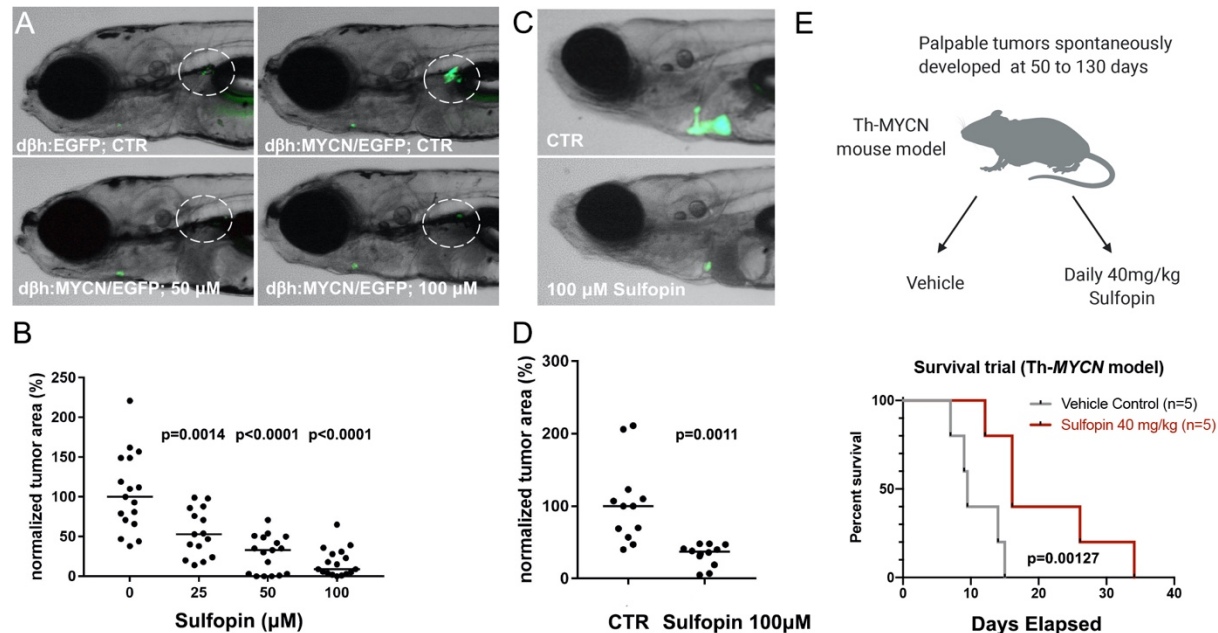 A
dβh:EGFP; CTR
dβh:MYCN/EGFP; CTR
dβh:MYCN/EGFP; 50 µM
dβh:MYCN/EGFP; 100 µM
B
normalized tumor area (%)
250
200
150
100
50
0
p=0.0014
p<0.0001
p<0.0001
0
25
50
100
Sulfopin (µM)
C
CTR
100 µM Sulfopin
D
normalized tumor area (%)
300
200
100
0
p=0.0011
CTR
Sulfopin 100µM
E
Palpable tumors spontaneously
developed at 50 to 130 days
Th-MYCN
mouse model
Vehicle
Daily 40mg/kg
Sulfopin
Survival trial (Th-MYCN model)
Percent survival
100
50
0
Vehicle Control (n=5)
Sulfopin 40 mg/kg (n=5)
p=0.00127
0
10
20
30
40
Days Elapsed